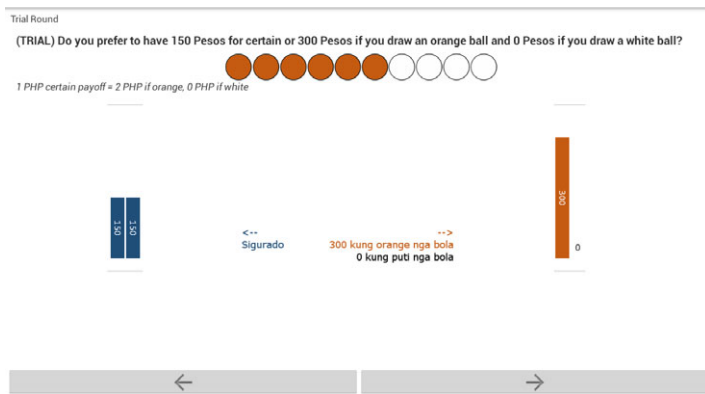 Trial Round
(TRIAL) Do you prefer to have 150 Pesos for certain or 300 Pesos if you draw an orange ball and 0 Pesos if you draw a white ball?
1 PHP certain payoff = 2 PHP if orange, 0 PHP if white
150
150
<--
Sigurado
-->
300 kung orange nga bola
0 kung puti nga bola
300
0